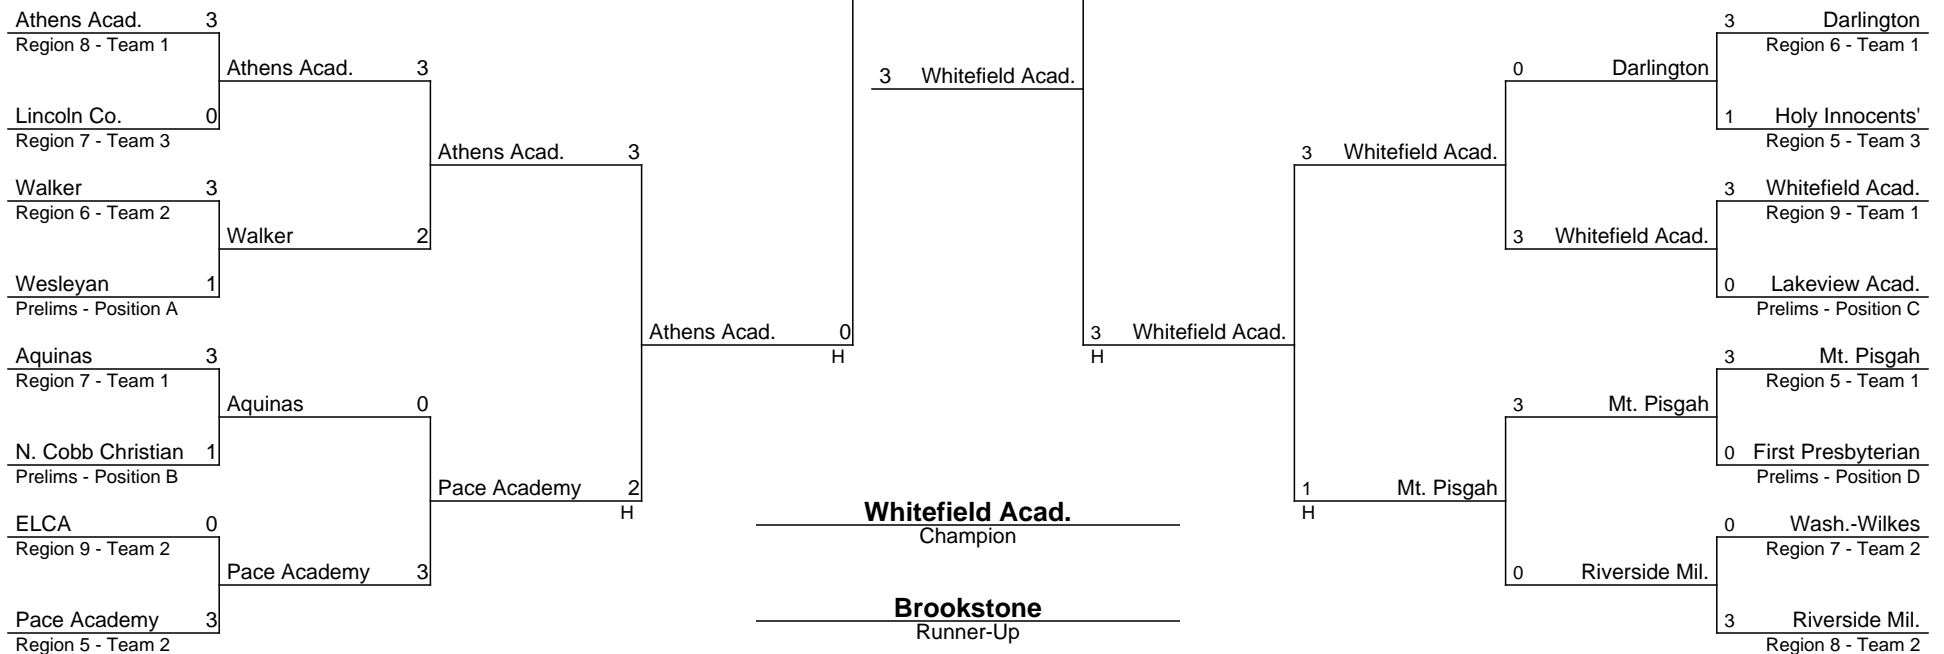 Athens Acad. 3
Region 8 - Team 1
Athens Acad. 3
Lincoln Co. 0
Region 7 - Team 3
Athens Acad. 3
Walker 3
Region 6 - Team 2
Walker 2
Wesleyan 1
Prelims - Position A
Athens Acad. 0
H
Aquinas 3
Region 7 - Team 1
Aquinas 0
N. Cobb Christian 1
Prelims - Position B
Pace Academy 2
H
ELCA 0
Region 9 - Team 2
Pace Academy 3
Pace Academy 3
Region 5 - Team 2
3 Whitefield Acad.
Whitefield Acad.
Champion
Brookstone
Runner-Up
3 Darlington
Region 6 - Team 1
0 Darlington
1 Holy Innocents'
Region 5 - Team 3
3 Whitefield Acad.
3 Whitefield Acad.
Region 9 - Team 1
3 Whitefield Acad.
0 Lakeview Acad.
Prelims - Position C
3 Whitefield Acad.
H
3 Mt. Pisgah
Region 5 - Team 1
3 Mt. Pisgah
0 First Presbyterian
Prelims - Position D
1 Mt. Pisgah
H
0 Wash.-Wilkes
Region 7 - Team 2
0 Riverside Mil.
3 Riverside Mil.
Region 8 - Team 2